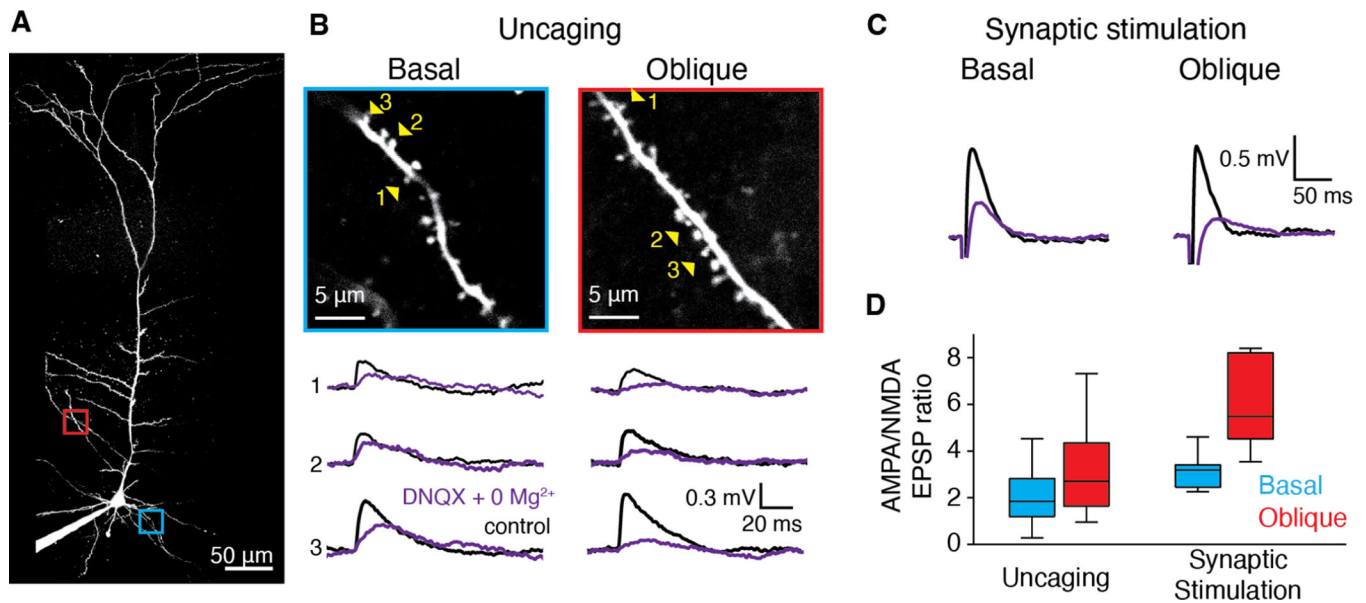 A
50 µm
B
Uncaging
Basal
Oblique
3
2
1
5 µm
1
2
3
5 µm
1
2
DNQX + 0 Mg²⁺
control
3
0.3 mV
20 ms
C
Synaptic stimulation
Basal
Oblique
0.5 mV
50 ms
D
AMPA/NMDA
EPSP ratio
8
6
4
2
0
Basal
Oblique
Uncaging
Synaptic
Stimulation